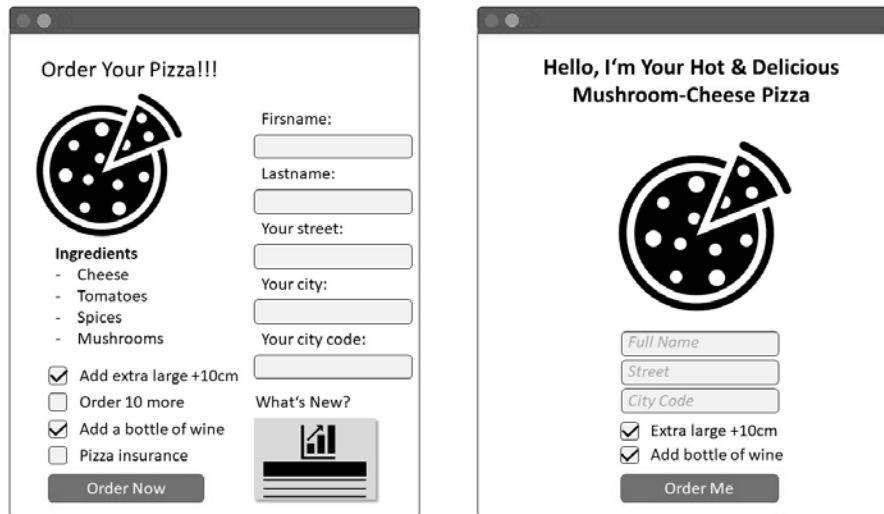 Order Your Pizza!!!
Ingredients
- Cheese
- Tomatoes
- Spices
- Mushrooms
Add extra large +10cm
Order 10 more
Add a bottle of wine
Pizza insurance
Order Now
Firsname:
Lastname:
Your street:
Your city:
Your city code:
What's New?
Hello, I'm Your Hot & Delicious
Mushroom-Cheese Pizza
Full Name
Street
City Code
Extra large +10cm
Add bottle of wine
Order Me